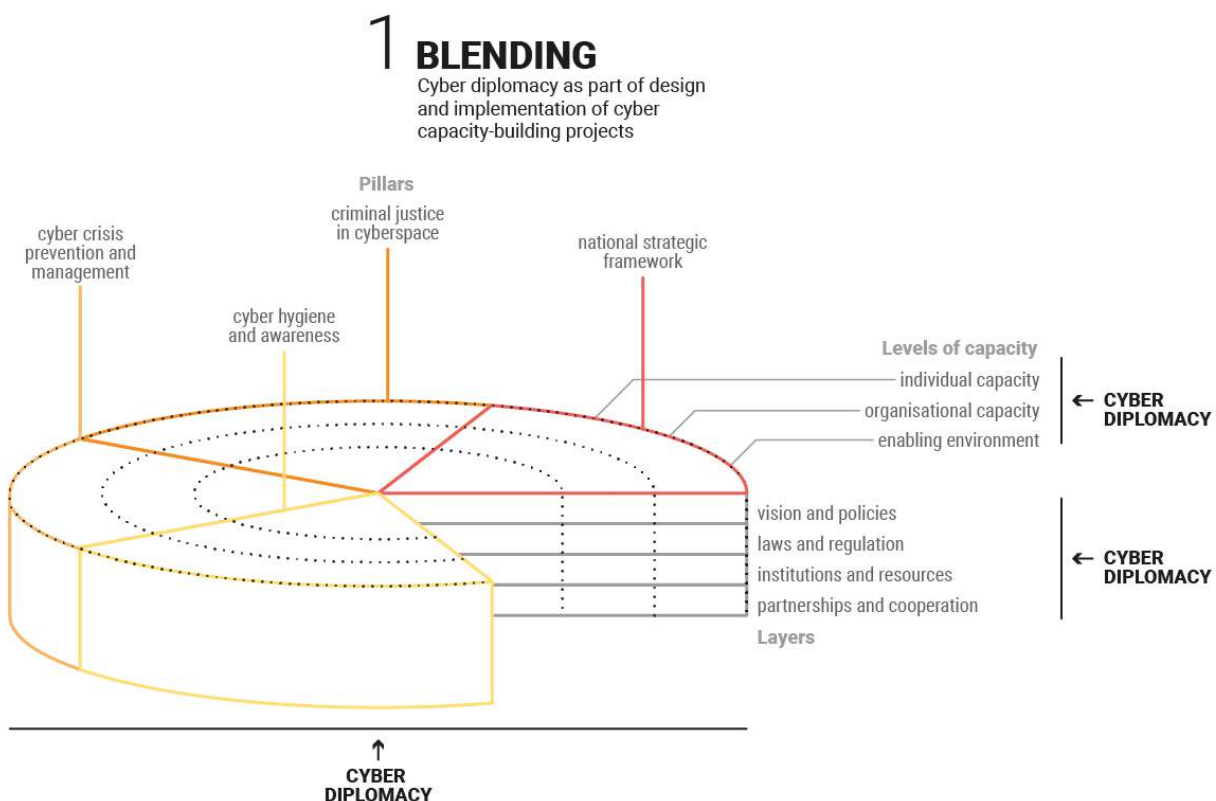 1 BLENDING
Cyber diplomacy as part of design
and implementation of cyber
capacity-building projects
Pillars
criminal justice
in cyberspace
cyber crisis
prevention and
management
national strategic
framework
cyber hygiene
and awareness
Levels of capacity
individual capacity
organisational capacity
enabling environment
← CYBER
DIPLOMACY
vision and policies
laws and regulation
institutions and resources
partnerships and cooperation
Layers
← CYBER
DIPLOMACY
↑
CYBER
DIPLOMACY